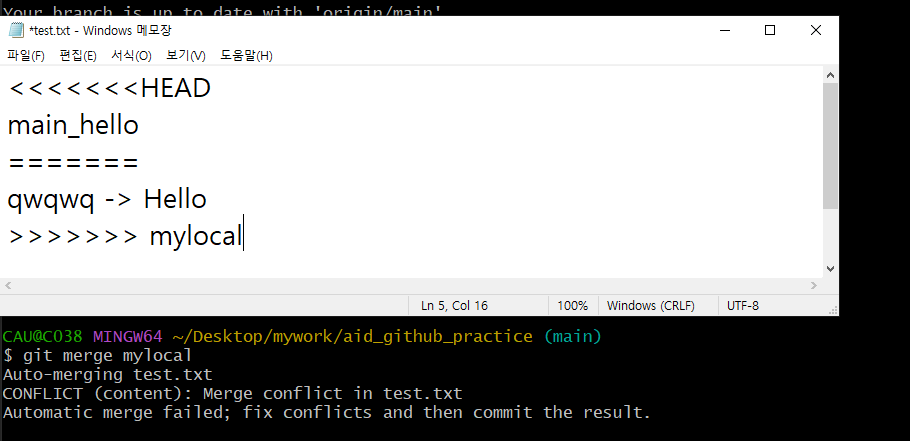 Your branch is up to date with 'origin/main'
*test.txt - Windows 메모장
파일(F) 편집(E) 서식(O) 보기(V) 도움말(H)
<<<<<<<HEAD
main_hello
=======
qwqwq -> Hello
>>>>>>> mylocal
Ln 5, Col 16 100% Windows (CRLF) UTF-8
CAU@C038 MINGW64 ~/Desktop/mywork/aid_github_practice (main)
$ git merge mylocal
Auto-merging test.txt
CONFLICT (content): Merge conflict in test.txt
Automatic merge failed; fix conflicts and then commit the result.